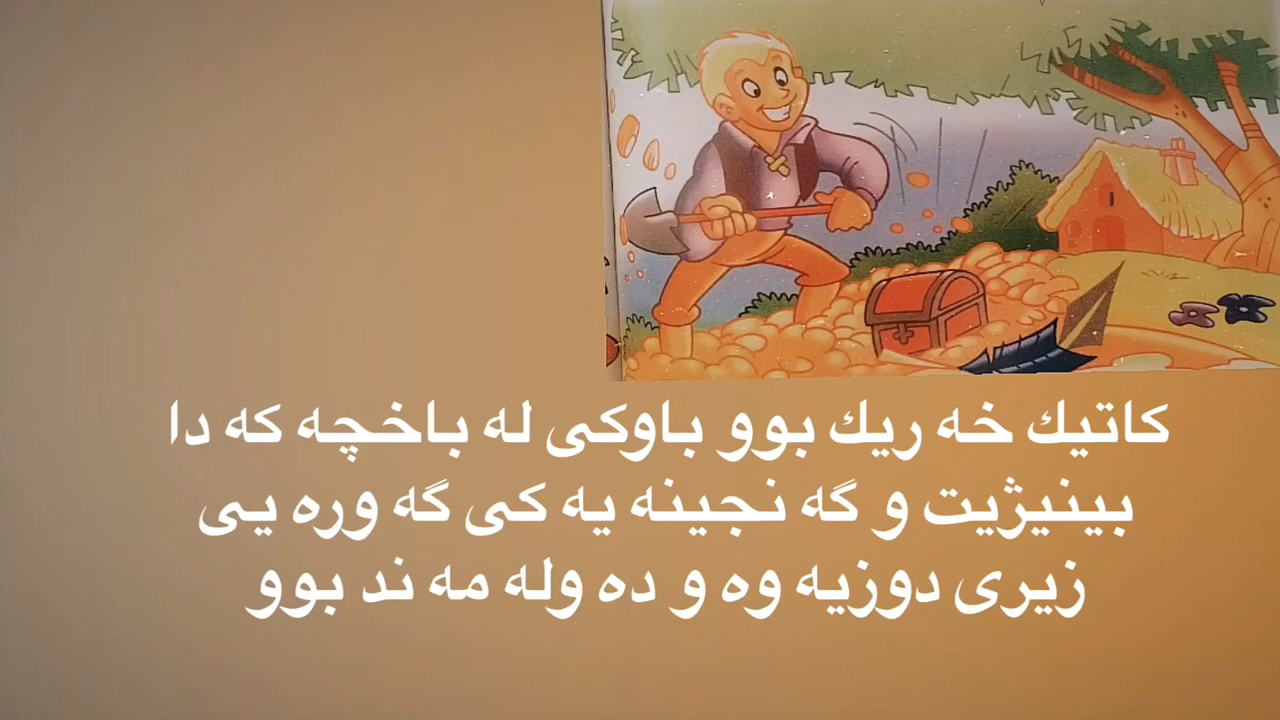 كاتيك خه ريك بوو باوكى له باخچه كه دا
بينيژيت و گه نجينه يه كى گه وره يى
زيرى دوزيه وه و ده وله مه ند بوو